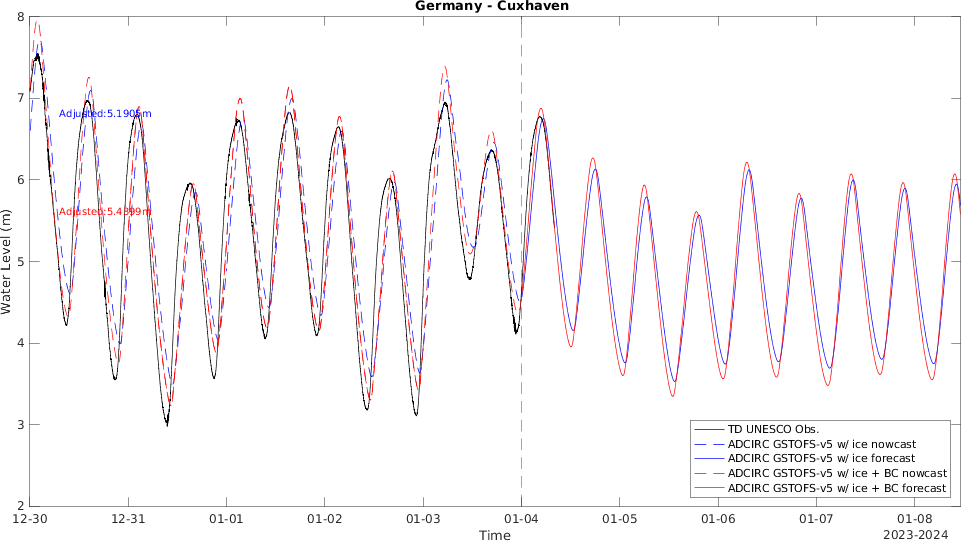 Germany - Cuxhaven
8
7
6
5
4
3
2
Water Level (m)
Adjusted:5.1905m
Adjusted:5.4399m
TD UNESCO Obs.
ADCIRC GSTOFS-v5 w/ ice nowcast
ADCIRC GSTOFS-v5 w/ ice forecast
ADCIRC GSTOFS-v5 w/ ice + BC nowcast
ADCIRC GSTOFS-v5 w/ ice + BC forecast
12-30 12-31 01-01 01-02 01-03 01-04 01-05 01-06 01-07 01-08
Time
2023-2024